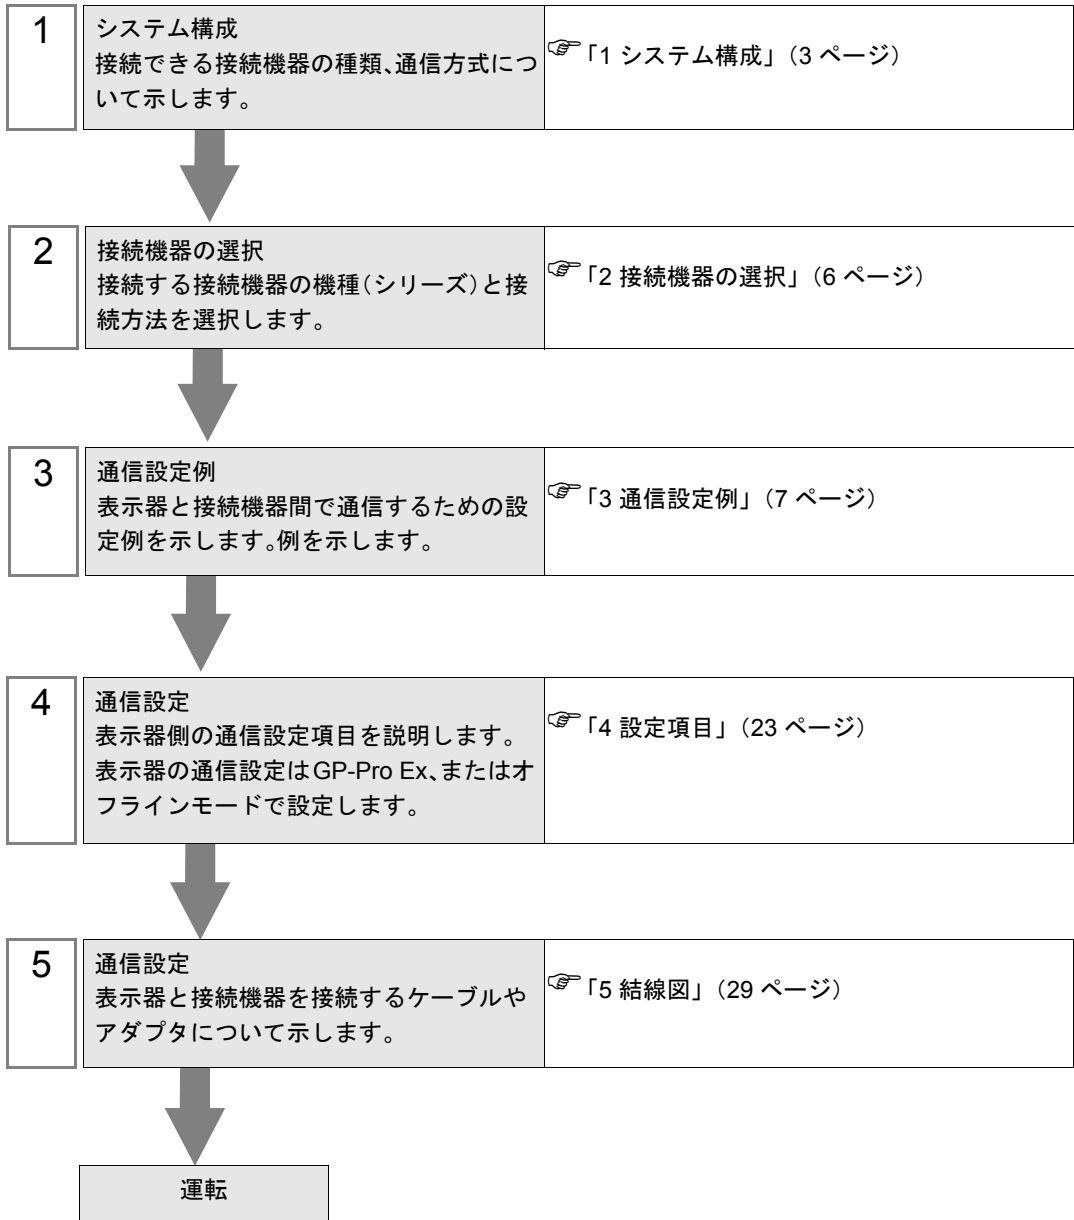 1
システム構成
接続できる接続機器の種類、通信方式につ
いて示します。
☞「1 システム構成」（3 ページ）
2
接続機器の選択
接続する接続機器の機種（シリーズ）と接
続方法を選択します。
☞「2 接続機器の選択」（6 ページ）
3
通信設定例
表示器と接続機器間で通信するための設
定例を示します。例を示します。
☞「3 通信設定例」（7 ページ）
4
通信設定
表示器側の通信設定項目を説明します。
表示器の通信設定はGP-Pro Ex、またはオ
フラインモードで設定します。
☞「4 設定項目」（23 ページ）
5
通信設定
表示器と接続機器を接続するケーブルや
アダプタについて示します。
☞「5 結線図」（29 ページ）
運転